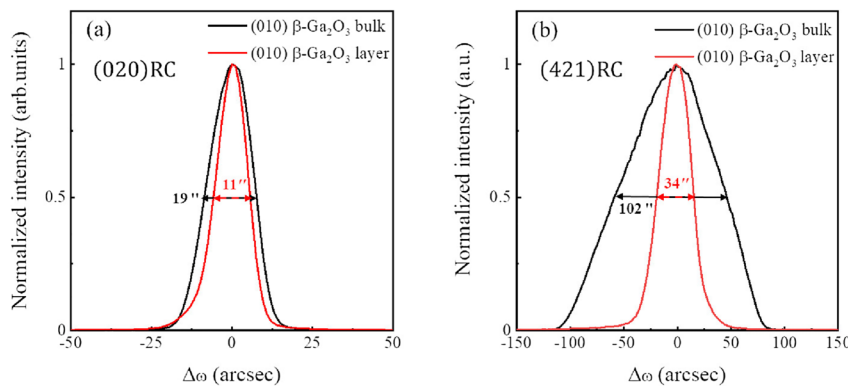 (a)
(010) β-Ga₂O₃ bulk
(010) β-Ga₂O₃ layer
(020)RC
Normalized intensity (arb.units)
1
0.5
0
19″
11″
-50
-25
0
25
50
Δω (arcsec)
(b)
(010) β-Ga₂O₃ bulk
(010) β-Ga₂O₃ layer
(421)RC
Normalized intensity (a.u.)
1
0.5
0
34″
102″
-150
-100
-50
0
50
100
150
Δω (arcsec)